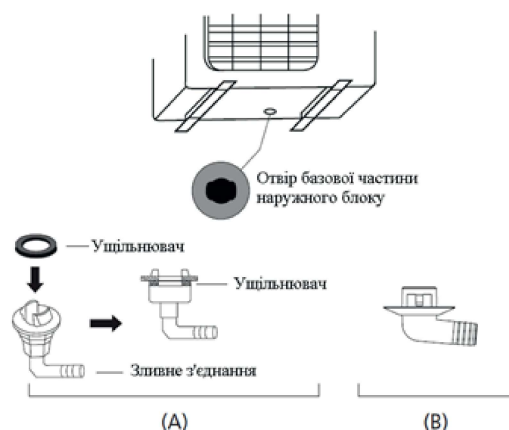 Отвір базової частини
наружного блоку
Ущільнювач
Ущільнювач
Зливне з'єднання
(A)
(B)